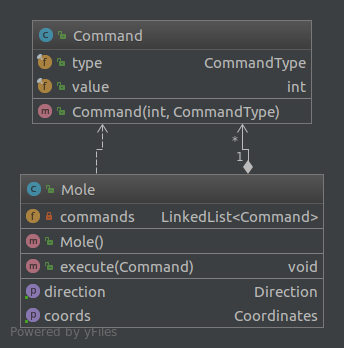 Command
type CommandType
value int
Command(int, CommandType)
*
1
Mole
commands LinkedList<Command>
Mole()
execute(Command) void
direction Direction
coords Coordinates
Powered by yFiles